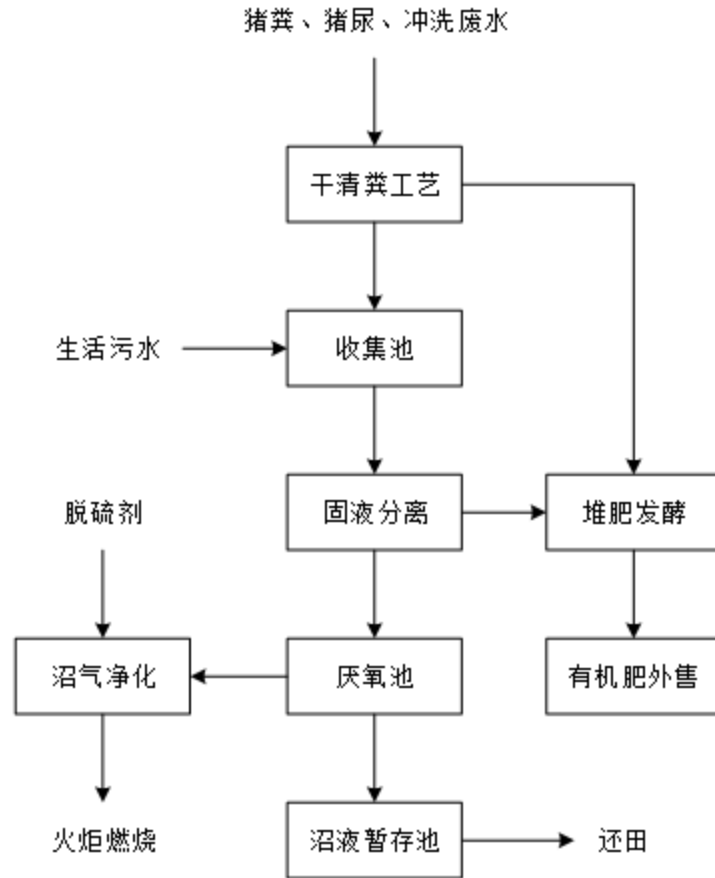 猪粪、猪尿、冲洗废水
干清粪工艺
生活污水
收集池
脱硫剂
固液分离
堆肥发酵
沼气净化
厌氧池
有机肥外售
火炬燃烧
沼液暂存池
还田